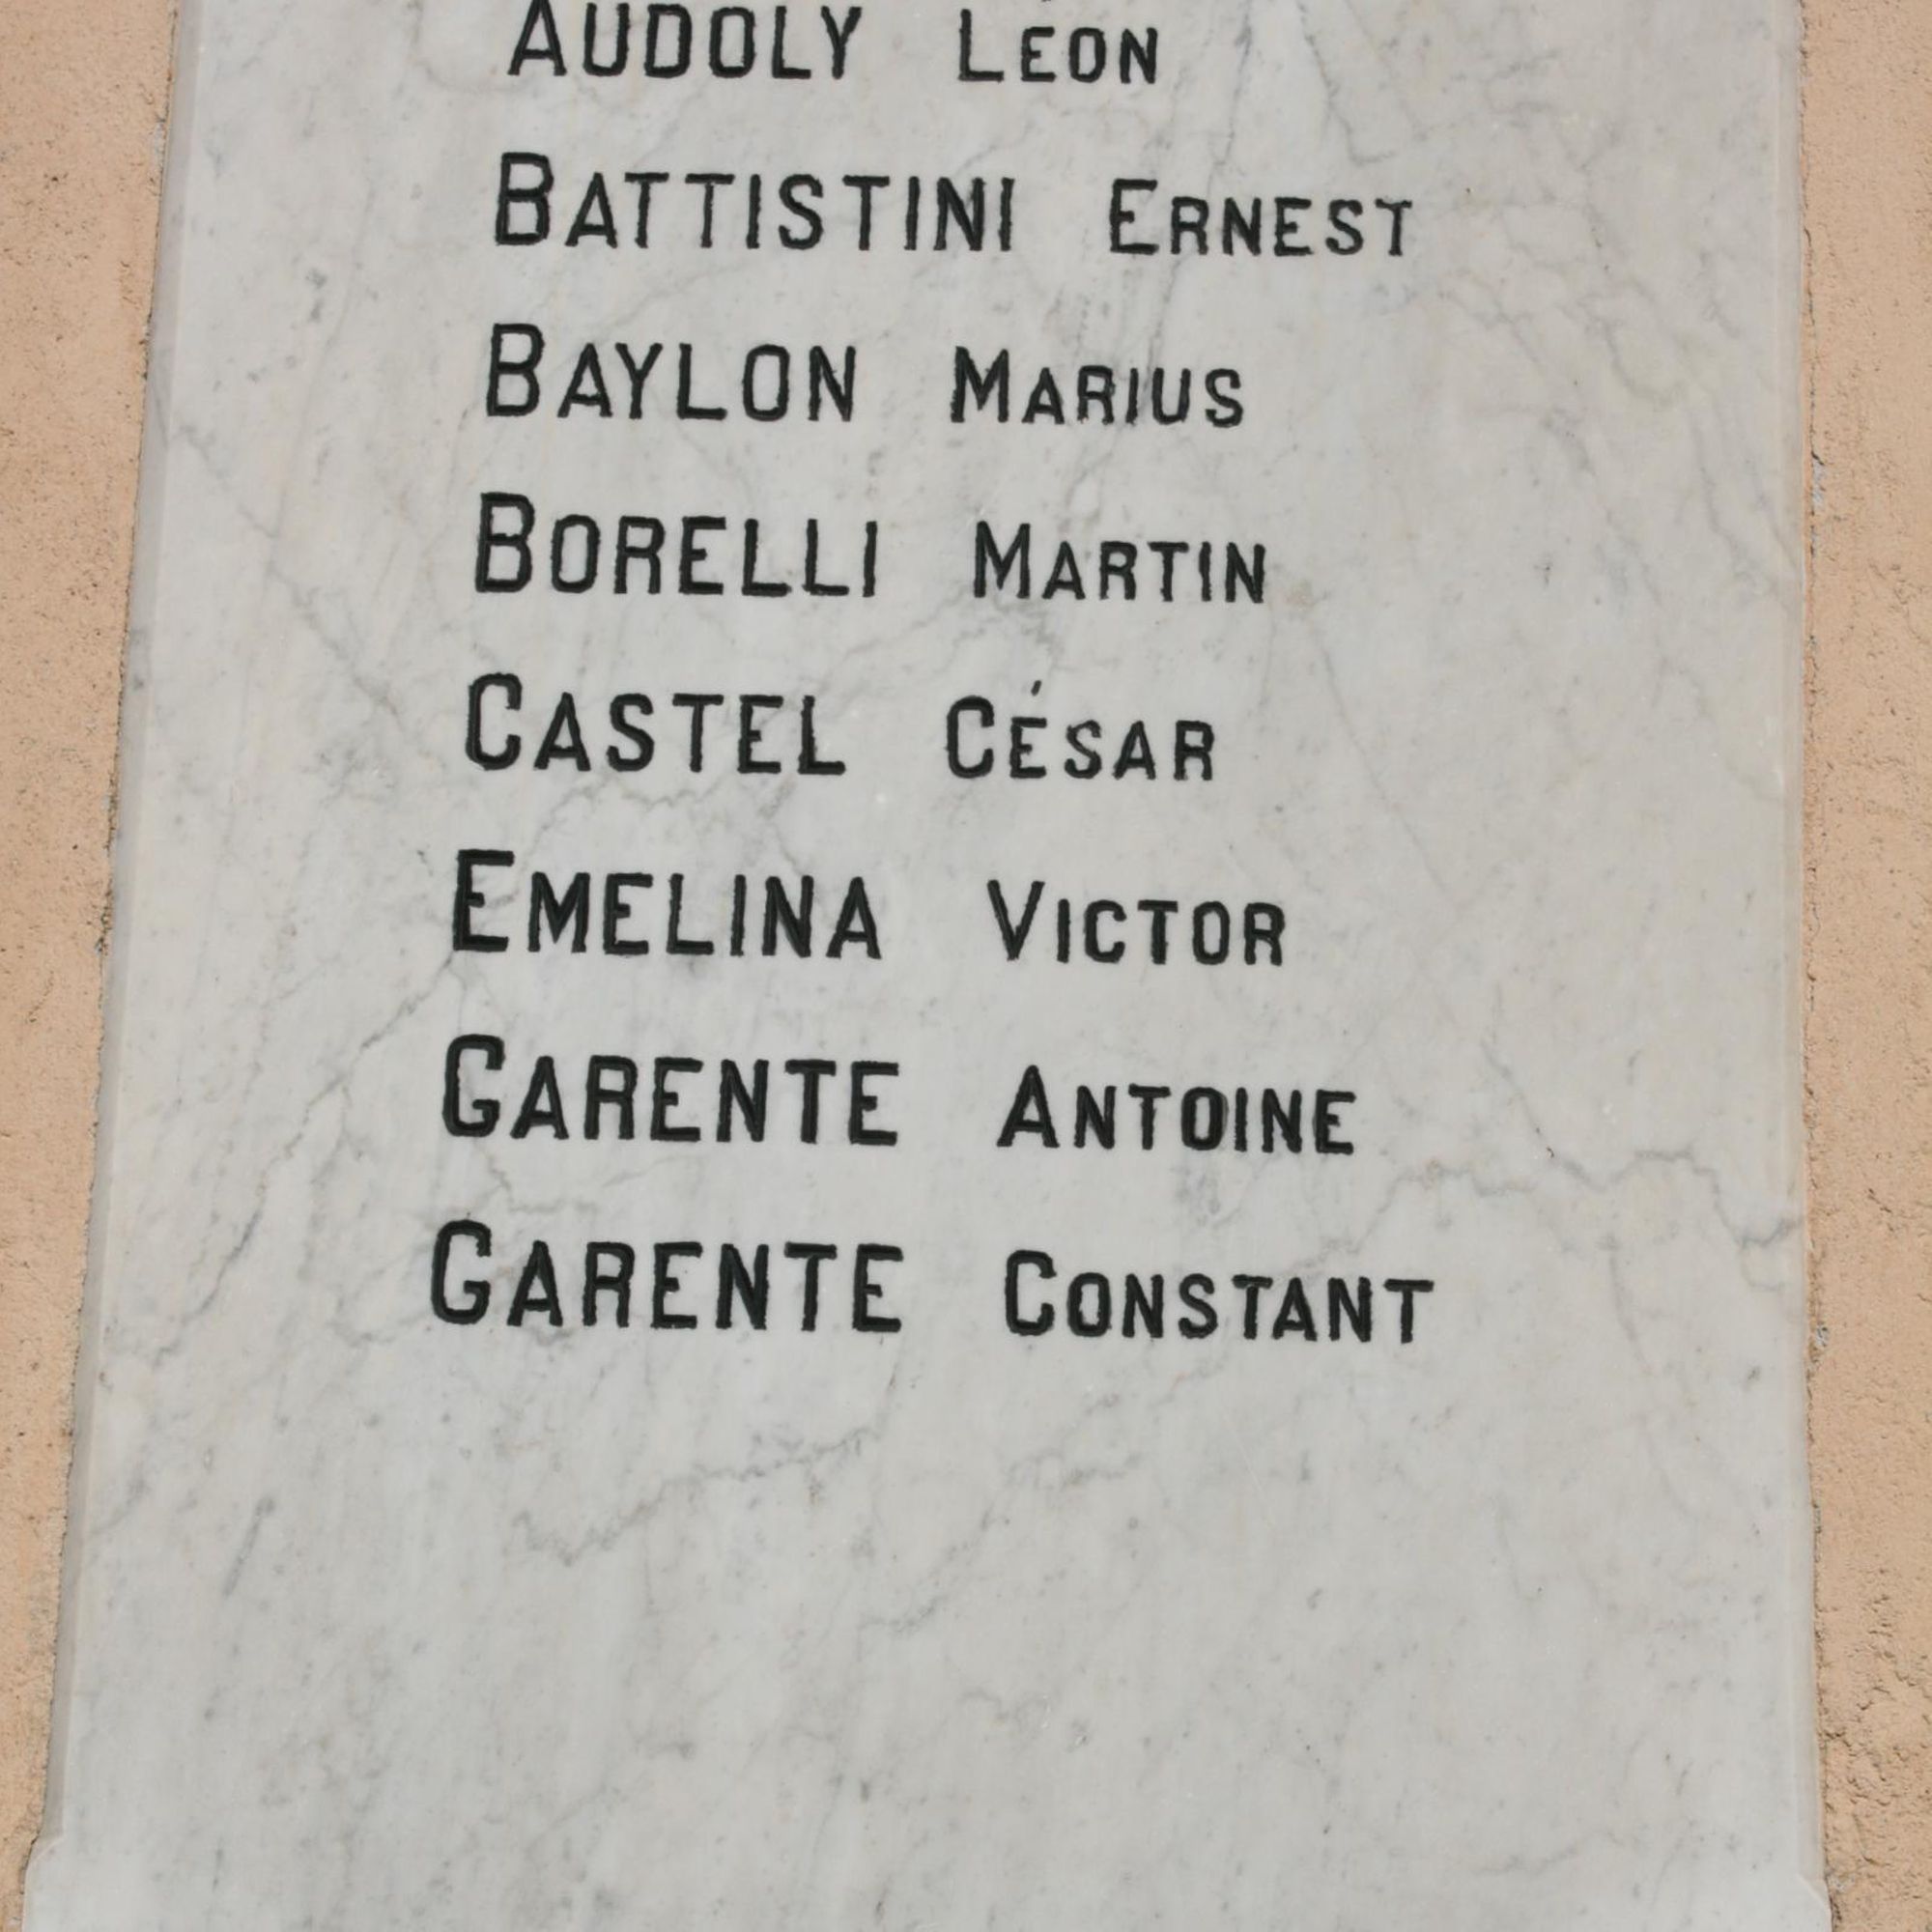 AUDOLY LÉON
BATTISTINI ERNEST
BAYLON MARIUS
BORELLI MARTIN
CASTEL CÉSAR
EMELINA VICTOR
GARENTE ANTOINE
GARENTE CONSTANT